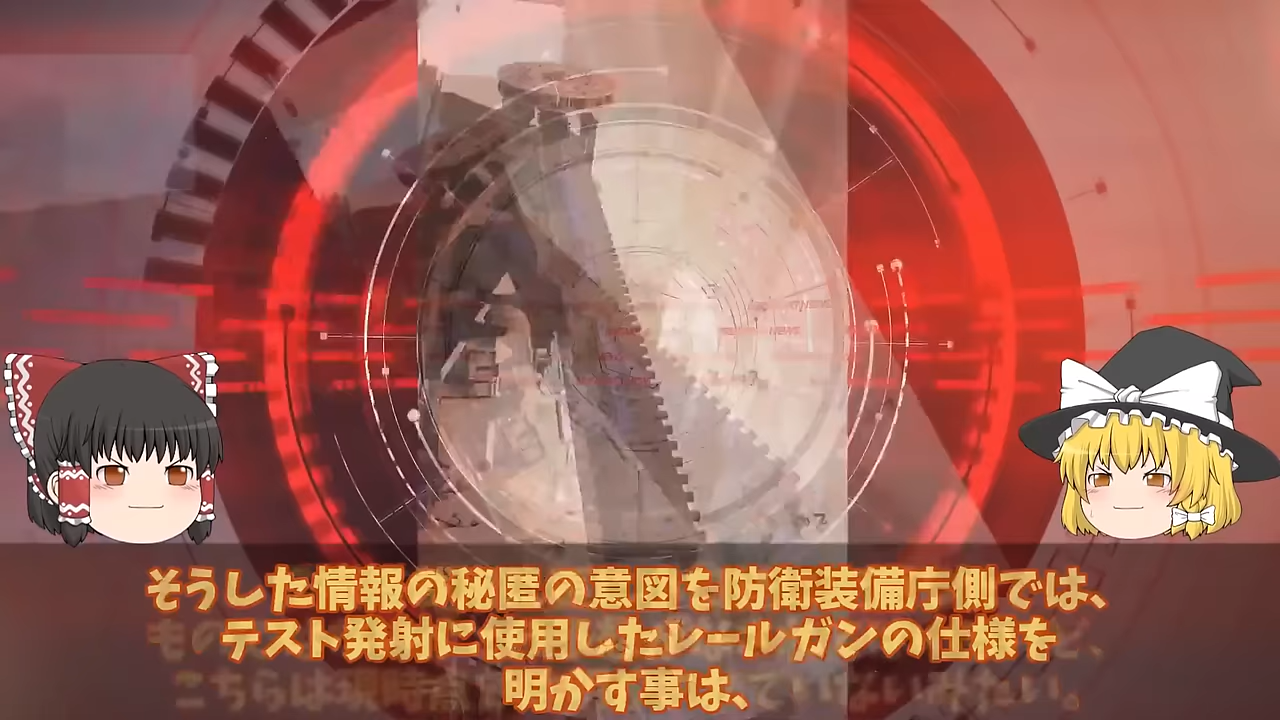 そうした情報の秘匿の意図を防衛装備庁側では、
テスト発射に使用したレールガンの仕様を
明かす事は、